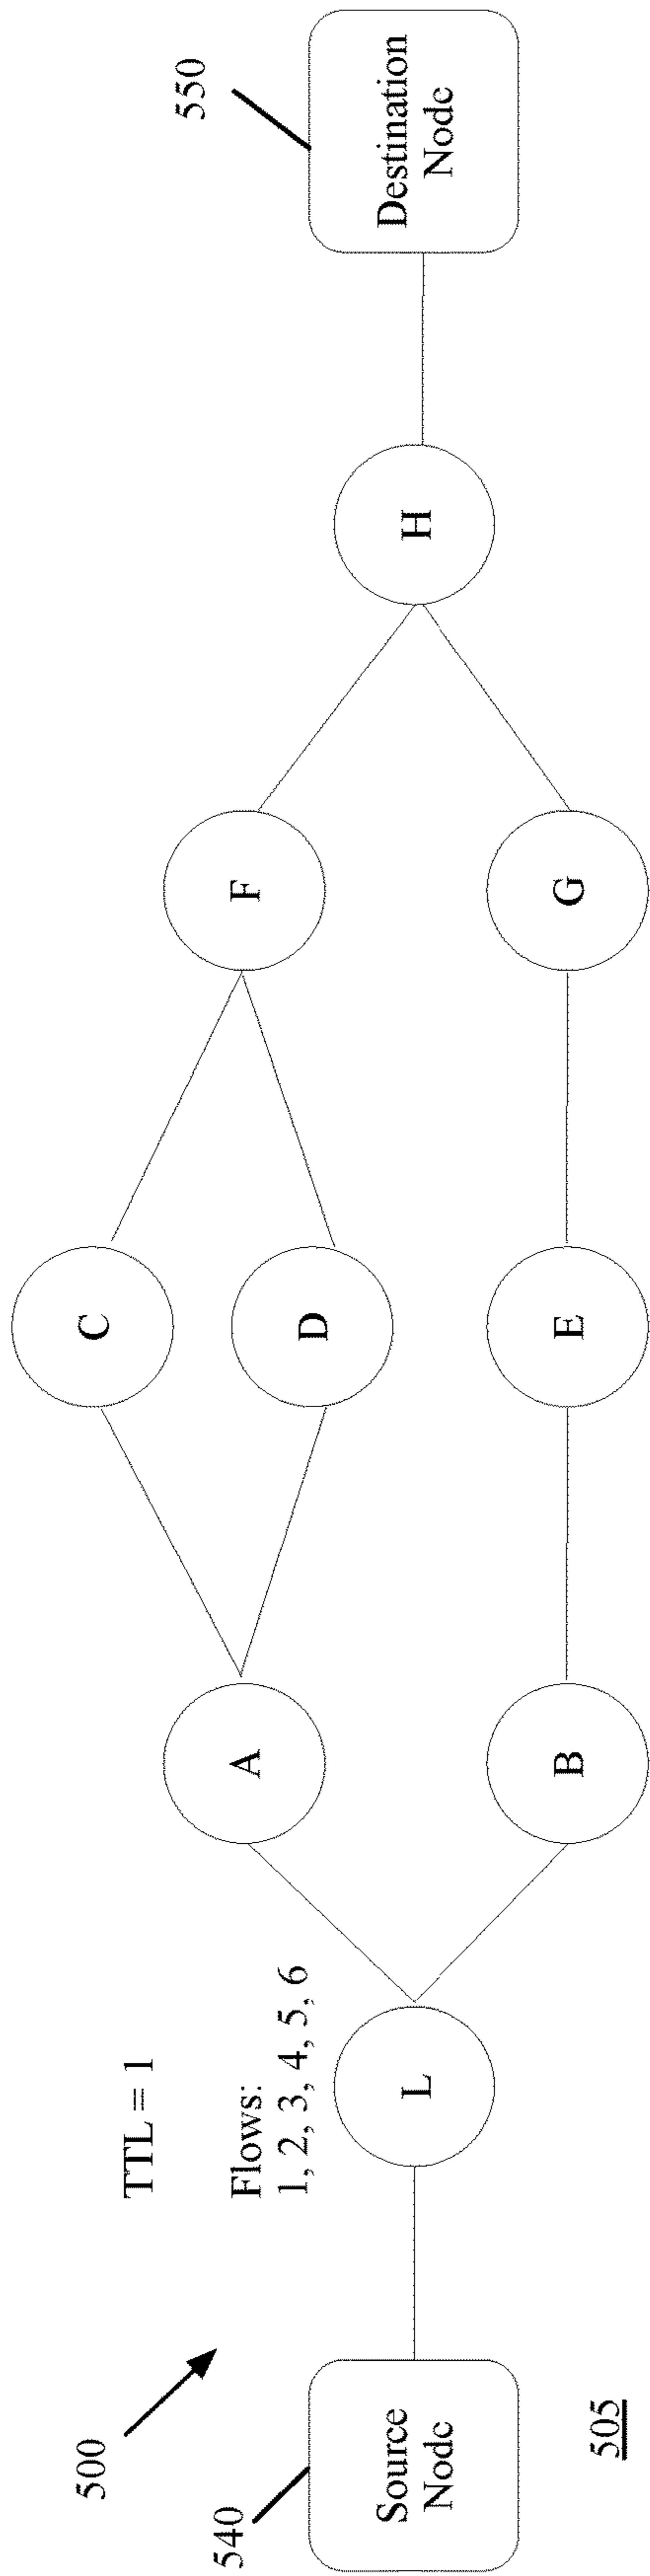 500
505
540
Source
Node
TTL = 1
Flows:
1, 2, 3, 4, 5, 6
L
A
B
C
D
E
F
G
H
550
Destination
Node